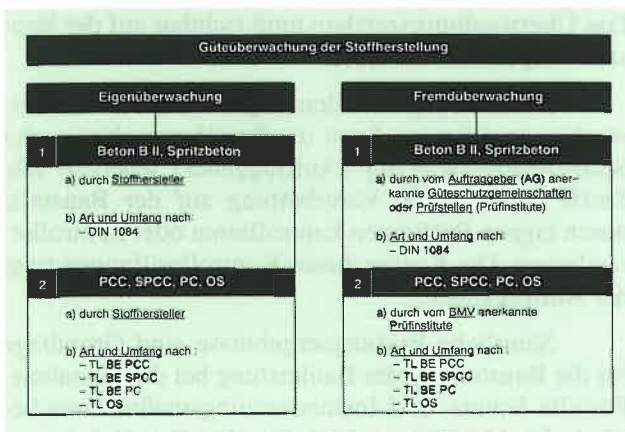 Güteüberwachung der Stoffherstellung
Eigenüberwachung
1 Beton B II, Spritzbeton
a) durch Stoffhersteller
b) Art und Umfang nach:
– DIN 1084
2 PCC, SPCC, PC, OS
a) durch Stoffhersteller
b) Art und Umfang nach:
– TL BE PCC
– TL BE SPCC
– TL BE PC
– TL OS
Fremdüberwachung
1 Beton B II, Spritzbeton
a) durch vom Auftraggeber (AG) aner-
kannte Güteschutzgemeinschaften
oder Prüfstellen (Prüfinstitute)
b) Art und Umfang nach:
– DIN 1084
2 PCC, SPCC, PC, OS
a) durch vom BMV anerkannte
Prüfinstitute
b) Art und Umfang nach:
– TL BE PCC
– TL BE SPCC
– TL BE PC
– TL OS